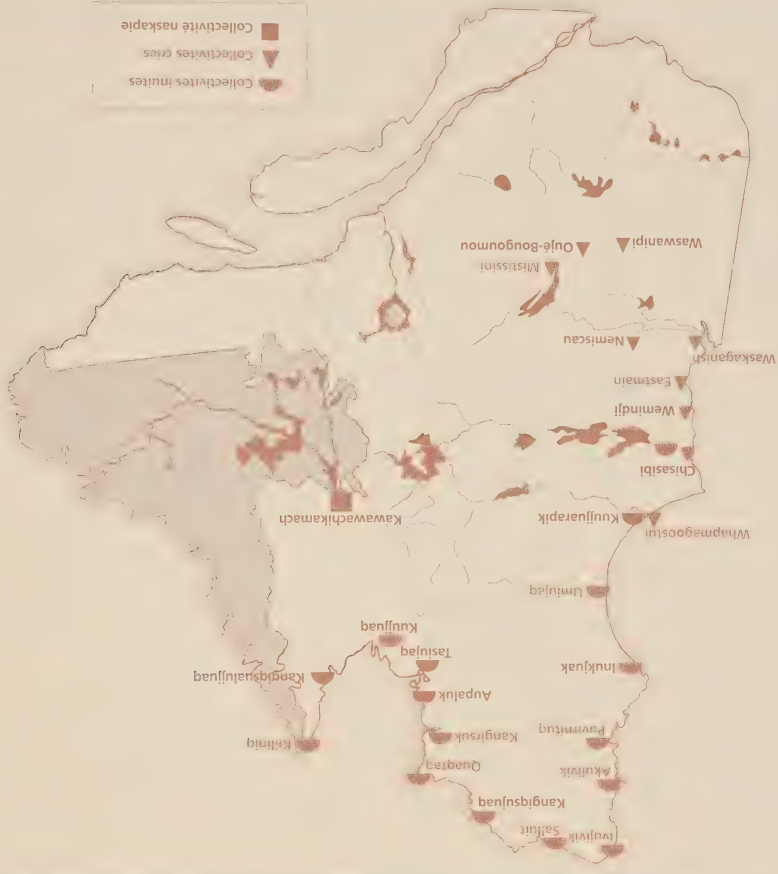 Ivujivik
Salluit
Kangiqsujuaq
Akulivik
Quaqtaq
Puvirnituq
Kangirsuk
Killiniq
Aupaluk
Inukjuak
Tasiujaq
Kangiqsualujjuaq
Kuujjuaq
Umiujaq
Whapmagoostui
Kuujjuarapik
Kawawachikamach
Chisasibi
Wemindji
Eastmain
Waskaganish
Nemiscau
Mistissini
Waswanipi
Oujé-Bougoumou
Collectivités inuites
Collectivités cries
Collectivité naskapie